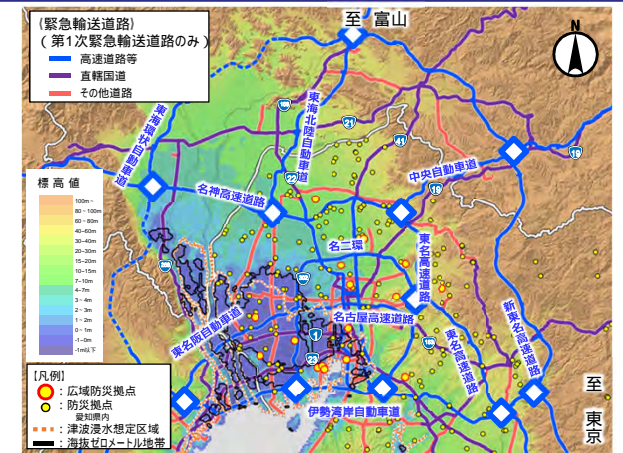 (緊急輸送道路)
(第1次緊急輸送道路のみ)
高速道路等
直轄国道
その他道路
至 富山
N
東海環状自動車道
東海北陸自動車道
21
41
22
19
19
中央自動車道
名神高速道路
標高値
100m~
80~100m
60~80m
40~60m
30~40m
20~30m
15~20m
10~15m
7~10m
4~7m
3~4m
2~3m
1~2m
0~1m
-1~0m
-1m以下
名二環
東名高速道路
302
名古屋高速道路
東名阪自動車道
1
23
東名高速道路
新東名高速道路
伊勢湾岸自動車道
至 東京
【凡例】
:広域防災拠点
:防災拠点
愛知県内
:津波浸水想定区域
:海抜ゼロメートル地帯